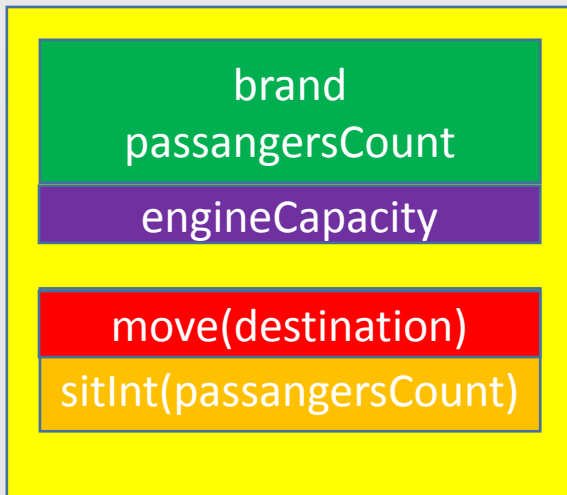 brand
passangersCount
engineCapacity
move(destination)
sitInt(passangersCount)